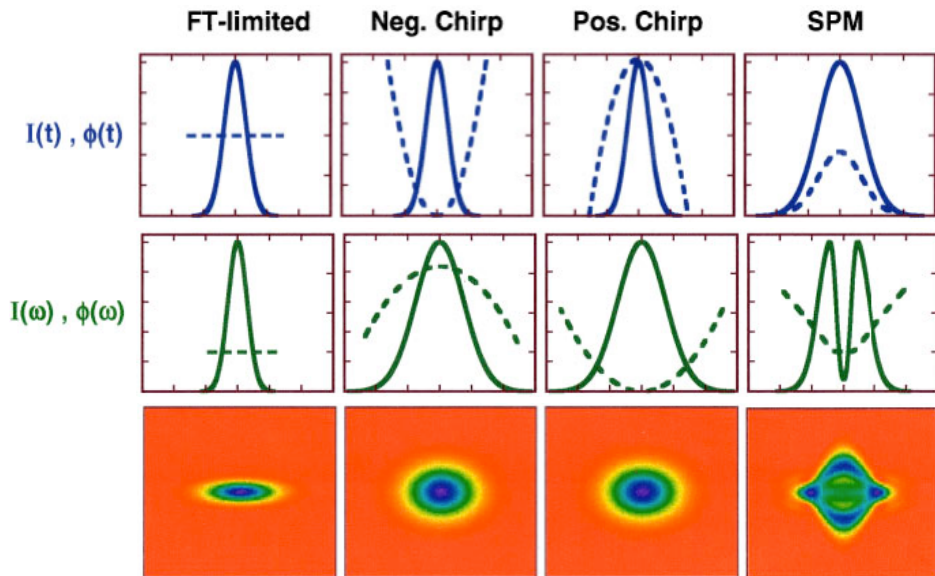 FT-limited Neg. Chirp Pos. Chirp SPM
I(t) , ϕ(t)
I(ω) , ϕ(ω)